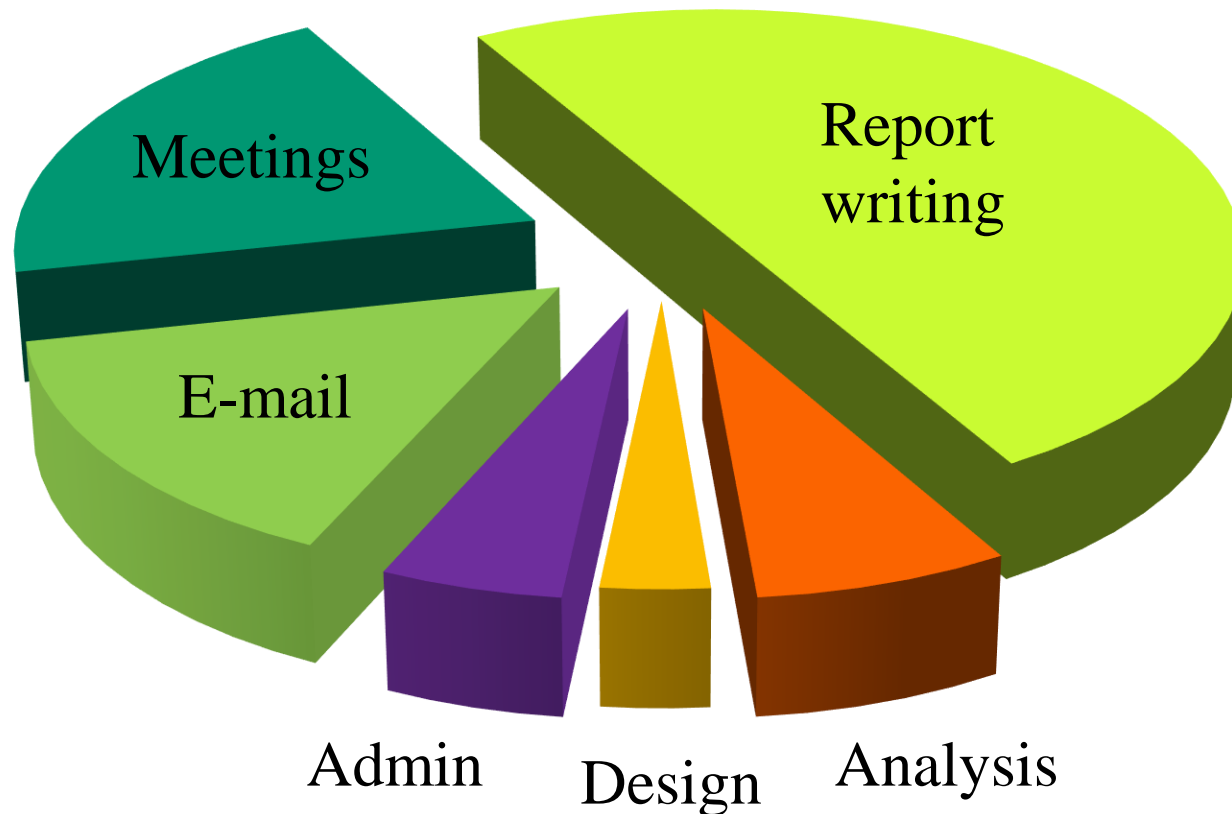 Report
writing
Meetings
E-mail
Admin
Design
Analysis